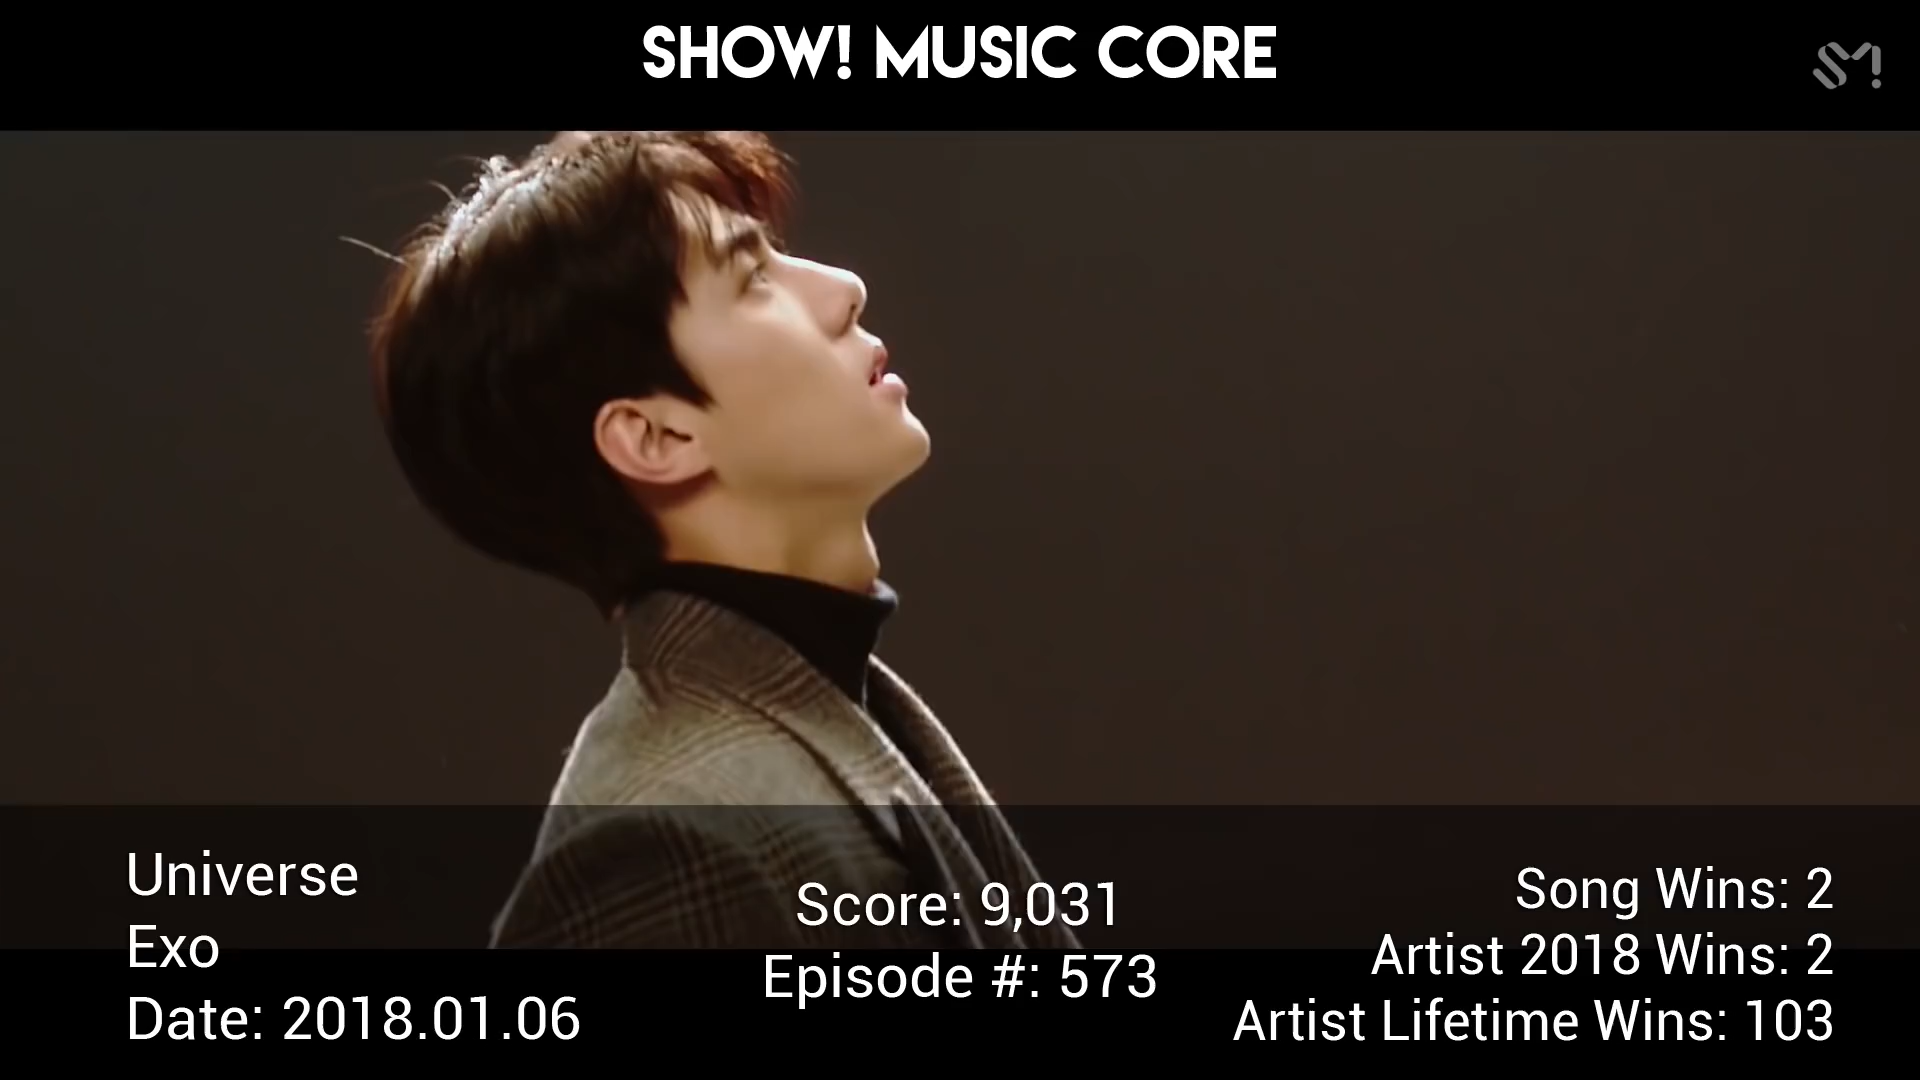 SHOW! MUSIC CORE
SM!
Universe
Exo
Date: 2018.01.06
Score: 9,031
Episode #: 573
Song Wins: 2
Artist 2018 Wins: 2
Artist Lifetime Wins: 103